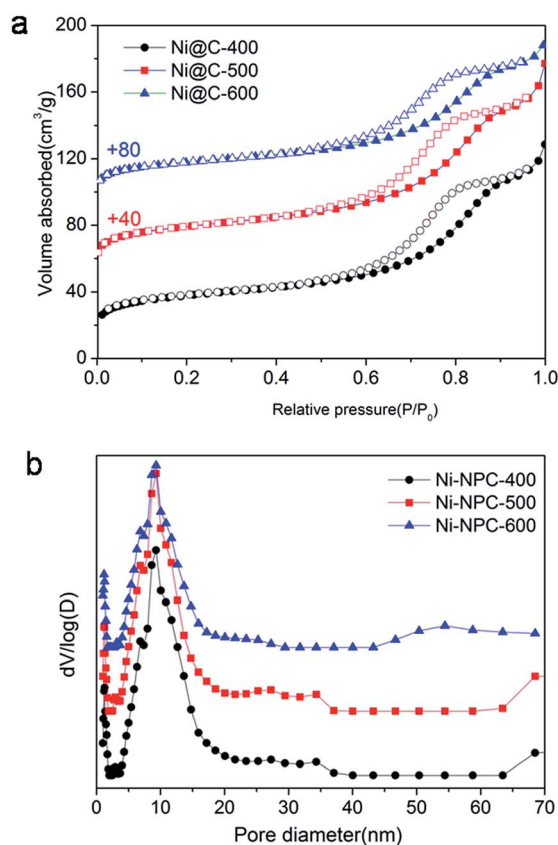 a
Ni@C-400
Ni@C-500
Ni@C-600
+80
+40
Volume absorbed(cm³/g)
200
160
120
80
40
0
0.0 0.2 0.4 0.6 0.8 1.0
Relative pressure(P/P₀)
b
Ni-NPC-400
Ni-NPC-500
Ni-NPC-600
dV/log(D)
0 10 20 30 40 50 60 70
Pore diameter(nm)